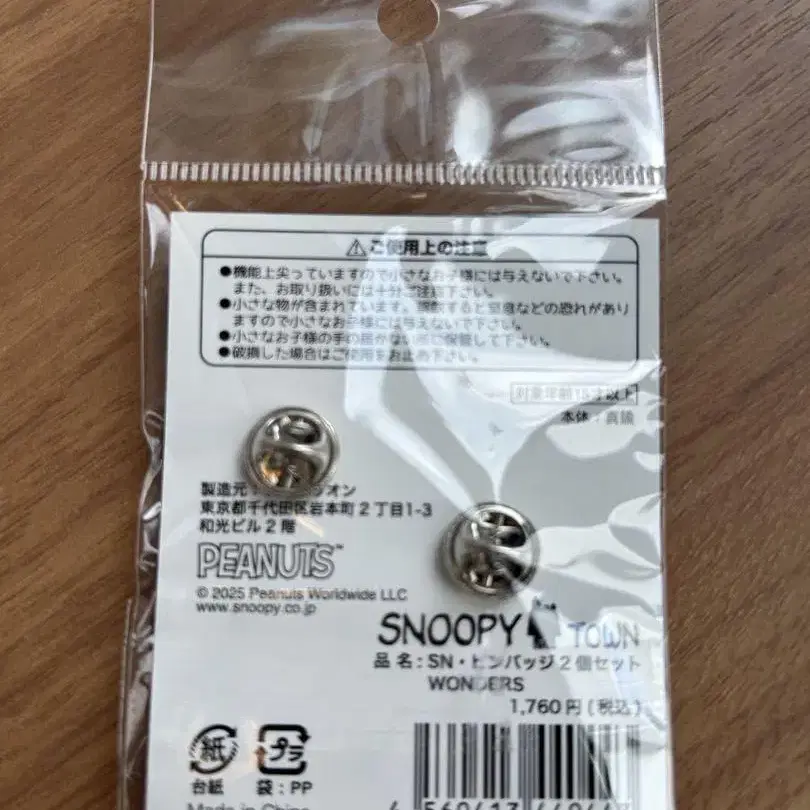 ⚠ご使用上の注意
●機能上尖っていますので小さなお子様には与えないで下さい。
また、お取り扱いには十分ご注意下さい。
●小さな物が含まれています。誤飲すると窒息などの恐れがあり
ますので小さなお子様には与えないで下さい。
●小さなお子様の手の届かない所に保管して下さい。
●破損した場合はご使用をお止め下さい。
対象年齢15才以上
本体：真鍮
製造元
オン
東京都千代田区岩本町2丁目1-3
和光ビル2階
PEANUTS™
© 2025 Peanuts Worldwide LLC
www.snoopy.co.jp
SNOOPY TOWN
品 名：SN・ピンバッジ2個セット
WONDERS
1,760円(税込)
紙 プラ
台紙 袋：PP
Made in China